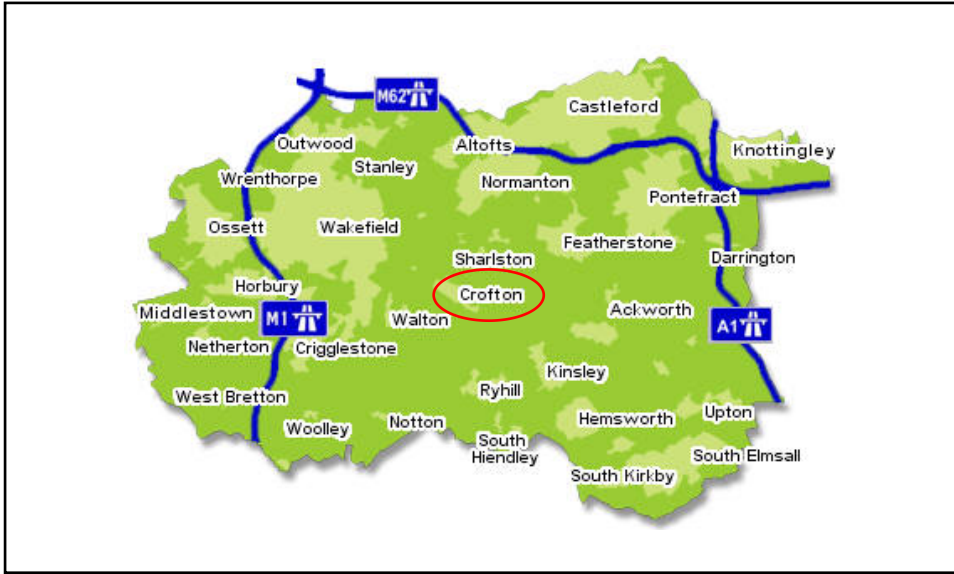 M62
Castleford
Outwood
Altofts
Knottingley
Stanley
Wrenthorpe
Normanton
Pontefract
Ossett
Wakefield
Featherstone
Sharlston
Darrington
Horbury
Crofton
Middlestown
M1
Walton
Ackworth
A1
Netherton
Crigglestone
Kinsley
West Bretton
Ryhill
Notton
Hemsworth
Upton
Woolley
South
Hiendley
South Elmsall
South Kirkby